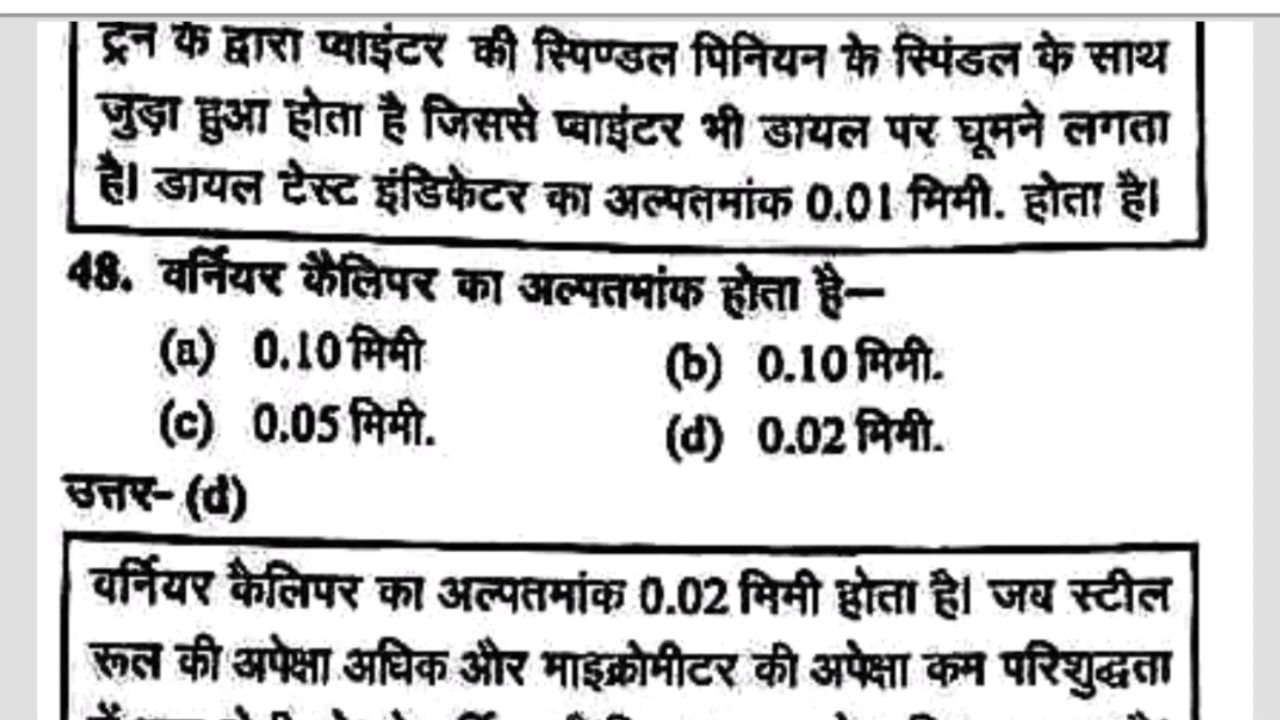 ट्रेन के द्वारा प्वाइंटर की स्पिण्डल पिनियन के स्पिंडल के साथ
जुड़ा हुआ होता है जिससे प्वाइंटर भी डायल पर घूमने लगता
है। डायल टेस्ट इंडिकेटर का अल्पतमांक 0.01 मिमी. होता है।
48. वर्नियर कैलिपर का अल्पतमांक होता है—
(a) 0.10 मिमी (b) 0.10 मिमी.
(c) 0.05 मिमी. (d) 0.02 मिमी.
उत्तर- (d)
वर्नियर कैलिपर का अल्पतमांक 0.02 मिमी होता है। जब स्टील
रूल की अपेक्षा अधिक और माइक्रोमीटर की अपेक्षा कम परिशुद्धता